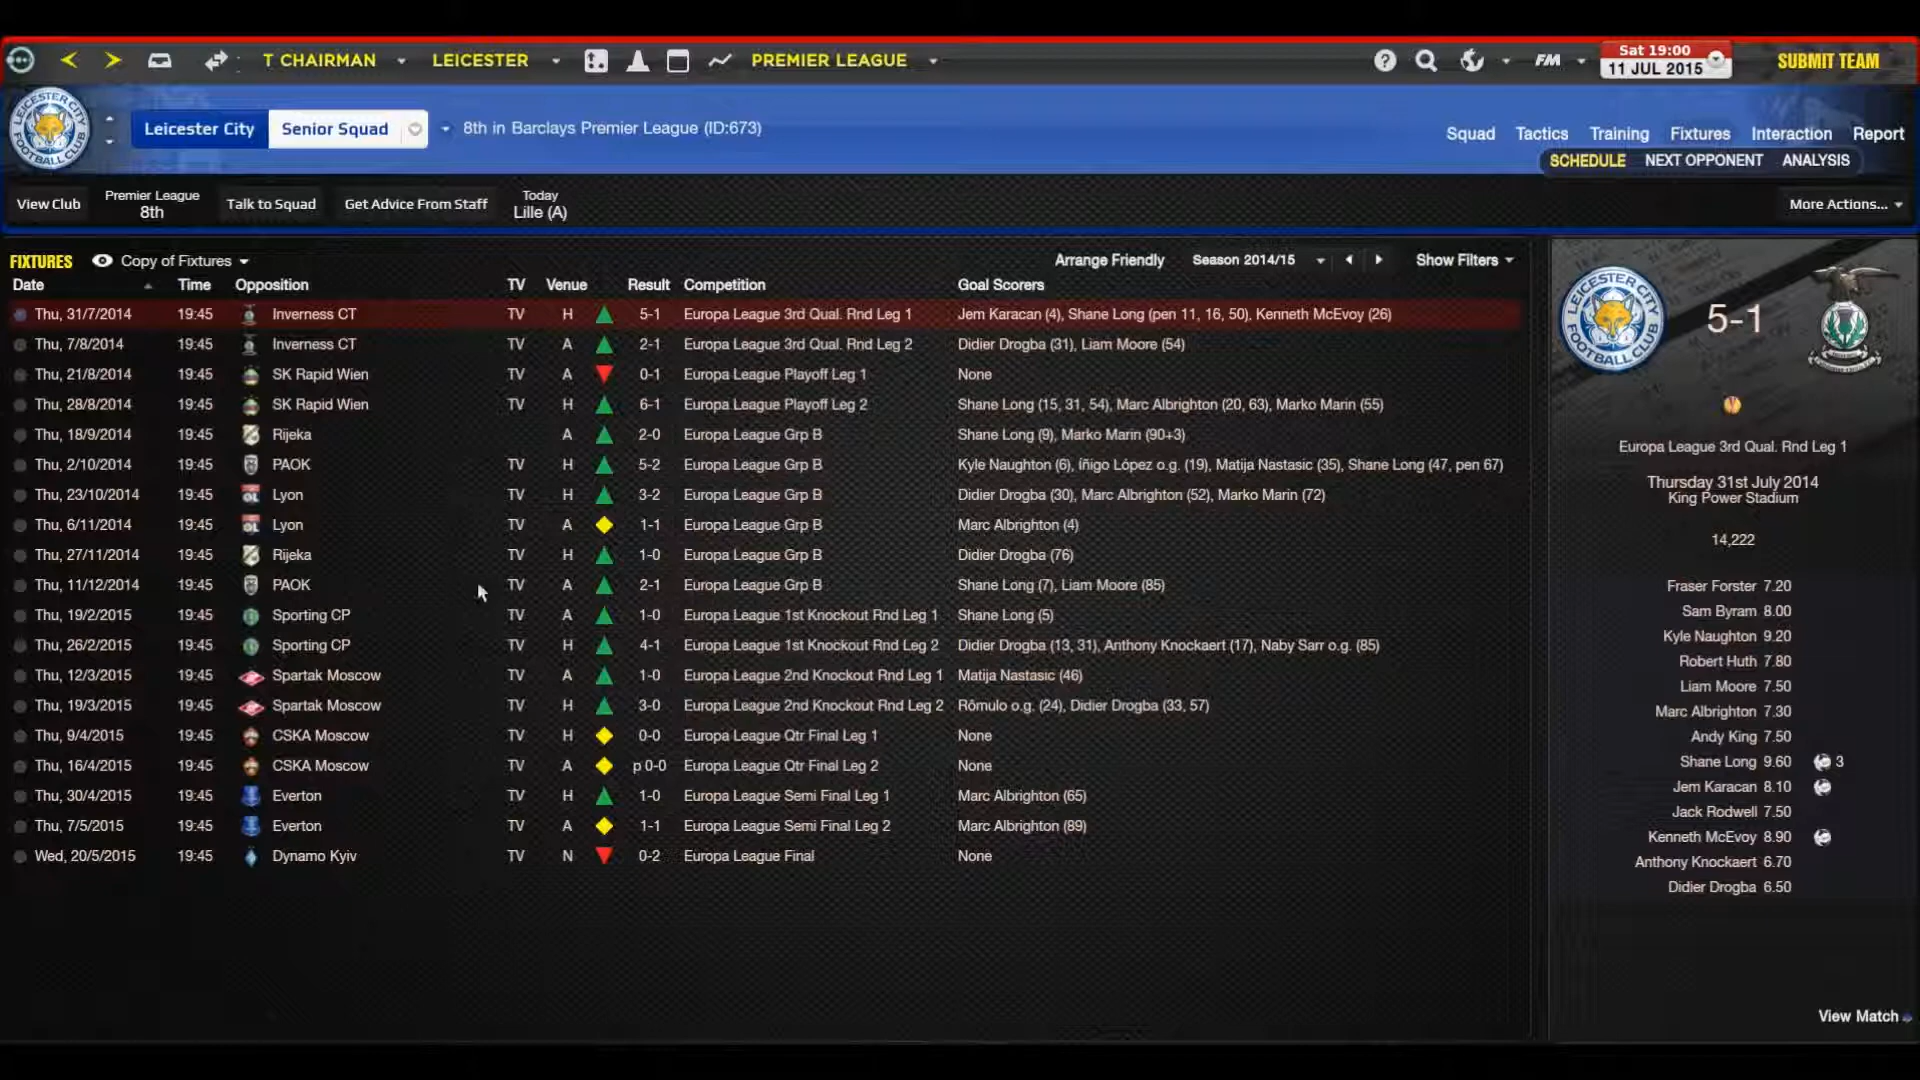 T CHAIRMAN LEICESTER PREMIER LEAGUE ? FM Sat 19:00 11 JUL 2015 SUBMIT TEAM
LEICESTER CITY FOOTBALL CLUB
Leicester City Senior Squad 8th in Barclays Premier League (ID:673)
Squad Tactics Training Fixtures Interaction Report
SCHEDULE NEXT OPPONENT ANALYSIS
View Club Premier League 8th Talk to Squad Get Advice From Staff Today Lille (A) More Actions...
FIXTURES Copy of Fixtures Arrange Friendly Season 2014/15 Show Filters
Date Time Opposition TV Venue Result Competition Goal Scorers
Thu, 31/7/2014 19:45 Inverness CT TV H 5-1 Europa League 3rd Qual. Rnd Leg 1 Jem Karacan (4), Shane Long (pen 11, 16, 50), Kenneth McEvoy (26)
Thu, 7/8/2014 19:45 Inverness CT TV A 2-1 Europa League 3rd Qual. Rnd Leg 2 Didier Drogba (31), Liam Moore (54)
Thu, 21/8/2014 19:45 SK Rapid Wien TV A 0-1 Europa League Playoff Leg 1 None
Thu, 28/8/2014 19:45 SK Rapid Wien TV H 6-1 Europa League Playoff Leg 2 Shane Long (15, 31, 54), Marc Albrighton (20, 63), Marko Marin (55)
Thu, 18/9/2014 19:45 Rijeka A 2-0 Europa League Grp B Shane Long (9), Marko Marin (90+3)
Thu, 2/10/2014 19:45 PAOK TV H 5-2 Europa League Grp B Kyle Naughton (6), Íñigo López o.g. (19), Matija Nastasic (35), Shane Long (47, pen 67)
Thu, 23/10/2014 19:45 Lyon TV H 3-2 Europa League Grp B Didier Drogba (30), Marc Albrighton (52), Marko Marin (72)
Thu, 6/11/2014 19:45 Lyon TV A 1-1 Europa League Grp B Marc Albrighton (4)
Thu, 27/11/2014 19:45 Rijeka TV H 1-0 Europa League Grp B Didier Drogba (76)
Thu, 11/12/2014 19:45 PAOK TV A 2-1 Europa League Grp B Shane Long (7), Liam Moore (85)
Thu, 19/2/2015 19:45 Sporting CP TV A 1-0 Europa League 1st Knockout Rnd Leg 1 Shane Long (5)
Thu, 26/2/2015 19:45 Sporting CP TV H 4-1 Europa League 1st Knockout Rnd Leg 2 Didier Drogba (13, 31), Anthony Knockaert (17), Naby Sarr o.g. (85)
Thu, 12/3/2015 19:45 Spartak Moscow TV A 1-0 Europa League 2nd Knockout Rnd Leg 1 Matija Nastasic (46)
Thu, 19/3/2015 19:45 Spartak Moscow TV H 3-0 Europa League 2nd Knockout Rnd Leg 2 Rômulo o.g. (24), Didier Drogba (33, 57)
Thu, 9/4/2015 19:45 CSKA Moscow TV H 0-0 Europa League Qtr Final Leg 1 None
Thu, 16/4/2015 19:45 CSKA Moscow TV A p 0-0 Europa League Qtr Final Leg 2 None
Thu, 30/4/2015 19:45 Everton TV H 1-0 Europa League Semi Final Leg 1 Marc Albrighton (65)
Thu, 7/5/2015 19:45 Everton TV A 1-1 Europa League Semi Final Leg 2 Marc Albrighton (89)
Wed, 20/5/2015 19:45 Dynamo Kyiv TV N 0-2 Europa League Final None
LEICESTER CITY FOOTBALL CLUB
5-1
Europa League 3rd Qual. Rnd Leg 1
Thursday 31st July 2014
King Power Stadium
14,222
Fraser Forster 7.20
Sam Byram 8.00
Kyle Naughton 9.20
Robert Huth 7.80
Liam Moore 7.50
Marc Albrighton 7.30
Andy King 7.50
Shane Long 9.60 3
Jem Karacan 8.10
Jack Rodwell 7.50
Kenneth McEvoy 8.90
Anthony Knockaert 6.70
Didier Drogba 6.50
View Match